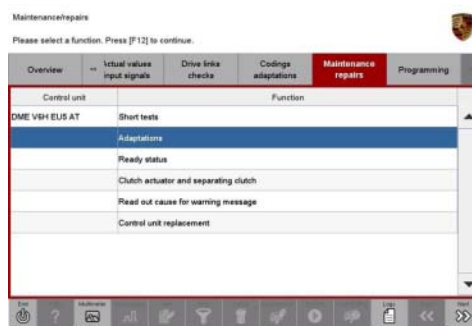 Maintenance/repairs
Please select a function. Press [F12] to continue.
Overview
Actual values input signals
Drive links checks
Codings adaptations
Maintenance repairs
Programming
Control unit
Function
DME V6H EU5 AT
Short tests
Adaptations
Ready status
Clutch actuator and separating clutch
Read out cause for warning message
Control unit replacement
End
Multimeter
Logs
Start